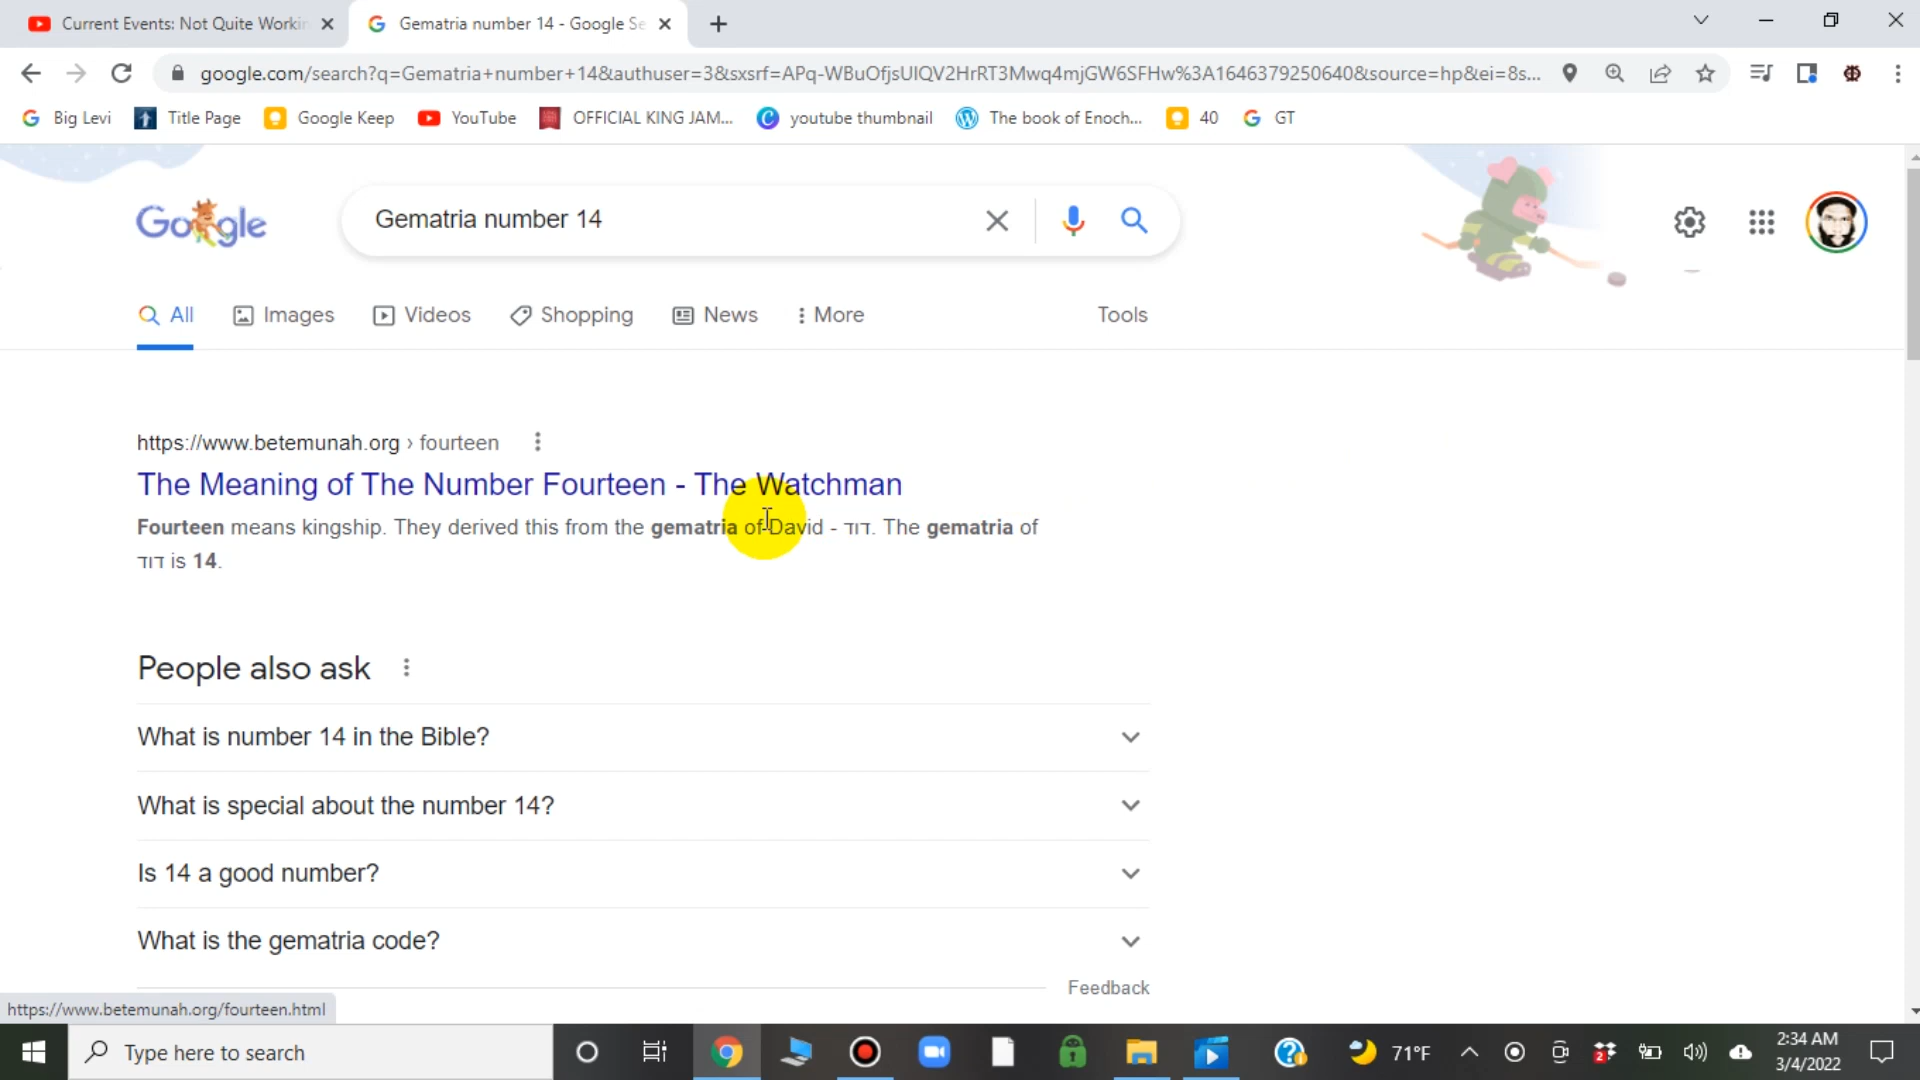 Current Events: Not Quite Workin
Gematria number 14 - Google Se
google.com/search?q=Gematria+number+14&authuser=3&sxsrf=APq-WBuOfjsUIQV2HrRT3Mwq4mjGW6SFHw%3A1646379250640&source=hp&ei=8s...
Big Levi
Title Page
Google Keep
YouTube
OFFICIAL KING JAM...
youtube thumbnail
The book of Enoch...
40
GT
Google
Gematria number 14
All
Images
Videos
Shopping
News
More
Tools
https://www.betemunah.org › fourteen
The Meaning of The Number Fourteen - The Watchman
Fourteen means kingship. They derived this from the gematria of David - דוד. The gematria of
דוד is 14.
People also ask
What is number 14 in the Bible?
What is special about the number 14?
Is 14 a good number?
What is the gematria code?
Feedback
https://www.betemunah.org/fourteen.html
Type here to search
71°F
2
2:34 AM
3/4/2022